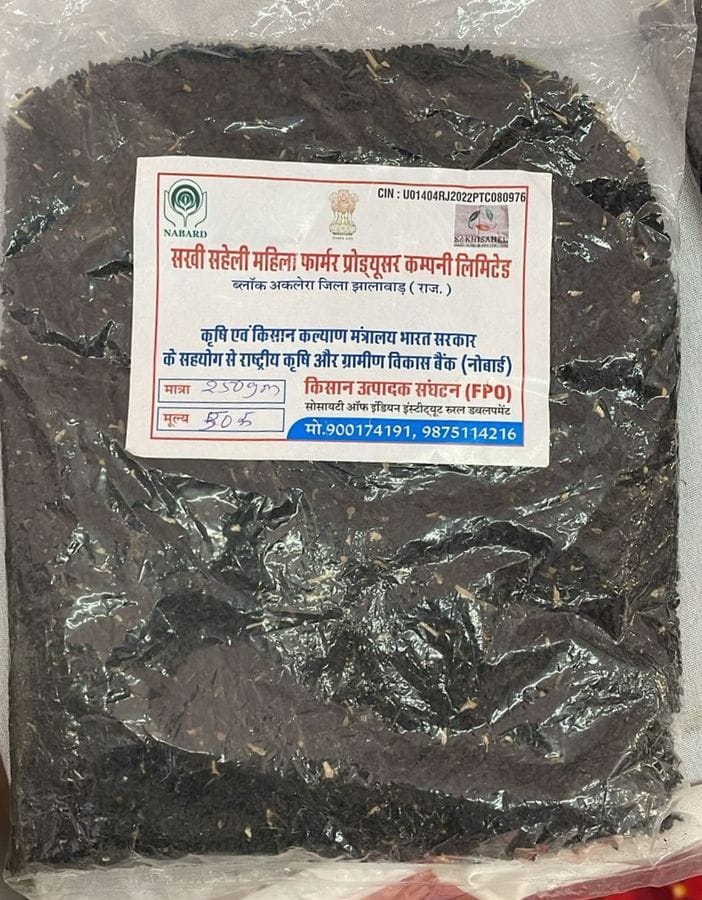 NABARD
CIN : U01404RJ2022PTC080976
SAKHISAHELI
सखी सहेली महिला फार्मर प्रोड्यूसर कम्पनी लिमिटेड
ब्लॉक अकलेरा जिला झालावाड़ ( राज. )
कृषि एवं किसान कल्याण मंत्रालय भारत सरकार
के सहयोग से राष्ट्रीय कृषि और ग्रामीण विकास बैंक (नोबार्ड)
मात्रा 250gm
किसान उत्पादक संघटन (FPO)
सोसायटी ऑफ इंडियन इंस्टीट्यूट रूरल डवलपमेंट
मूल्य
मो.900174191, 9875114216